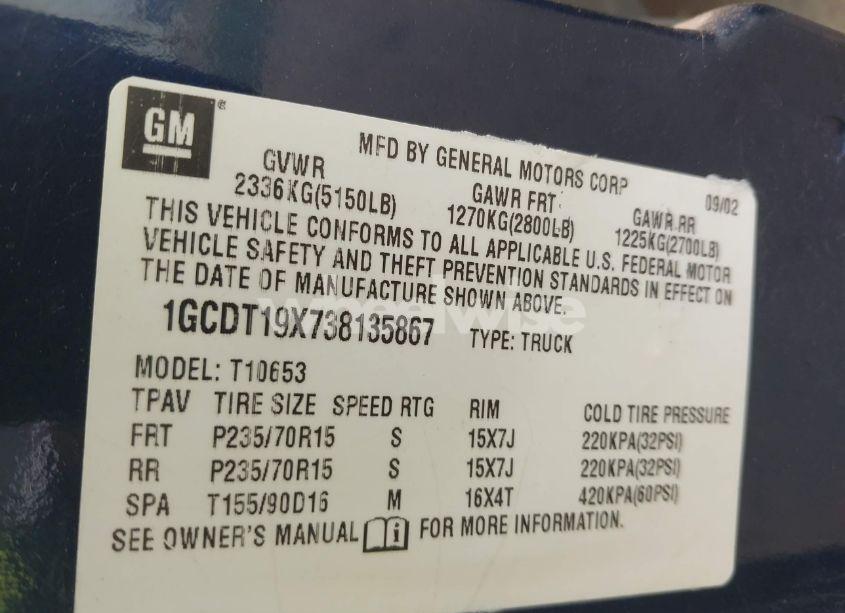 GM ®
MFD BY GENERAL MOTORS CORP
09/02
GVWR GAWR FRT GAWR RR
2336KG(5150LB) 1270KG(2800LB) 1225KG(2700LB)
THIS VEHICLE CONFORMS TO ALL APPLICABLE U.S. FEDERAL MOTOR
VEHICLE SAFETY AND THEFT PREVENTION STANDARDS IN EFFECT ON
THE DATE OF MANUFACTURE SHOWN ABOVE.
1GCDT19X738135867 TYPE: TRUCK
MODEL: T10653
TPAV TIRE SIZE SPEED RTG RIM COLD TIRE PRESSURE
FRT P235/70R15 S 15X7J 220KPA(32PSI)
RR P235/70R15 S 15X7J 220KPA(32PSI)
SPA T155/90D16 M 16X4T 420KPA(60PSI)
SEE OWNER'S MANUAL i FOR MORE INFORMATION.